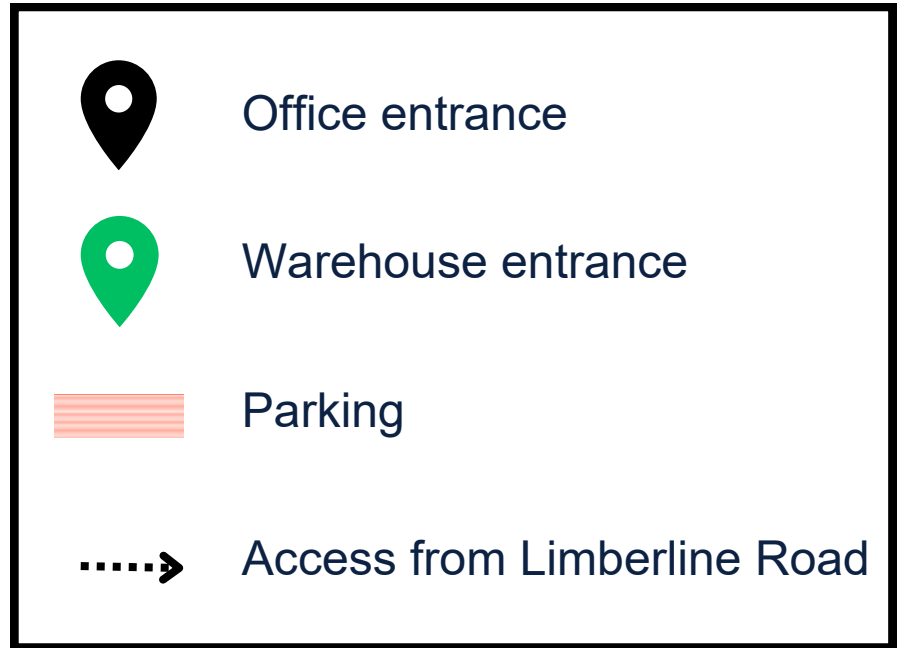 Office entrance
Warehouse entrance
Parking
Access from Limberline Road